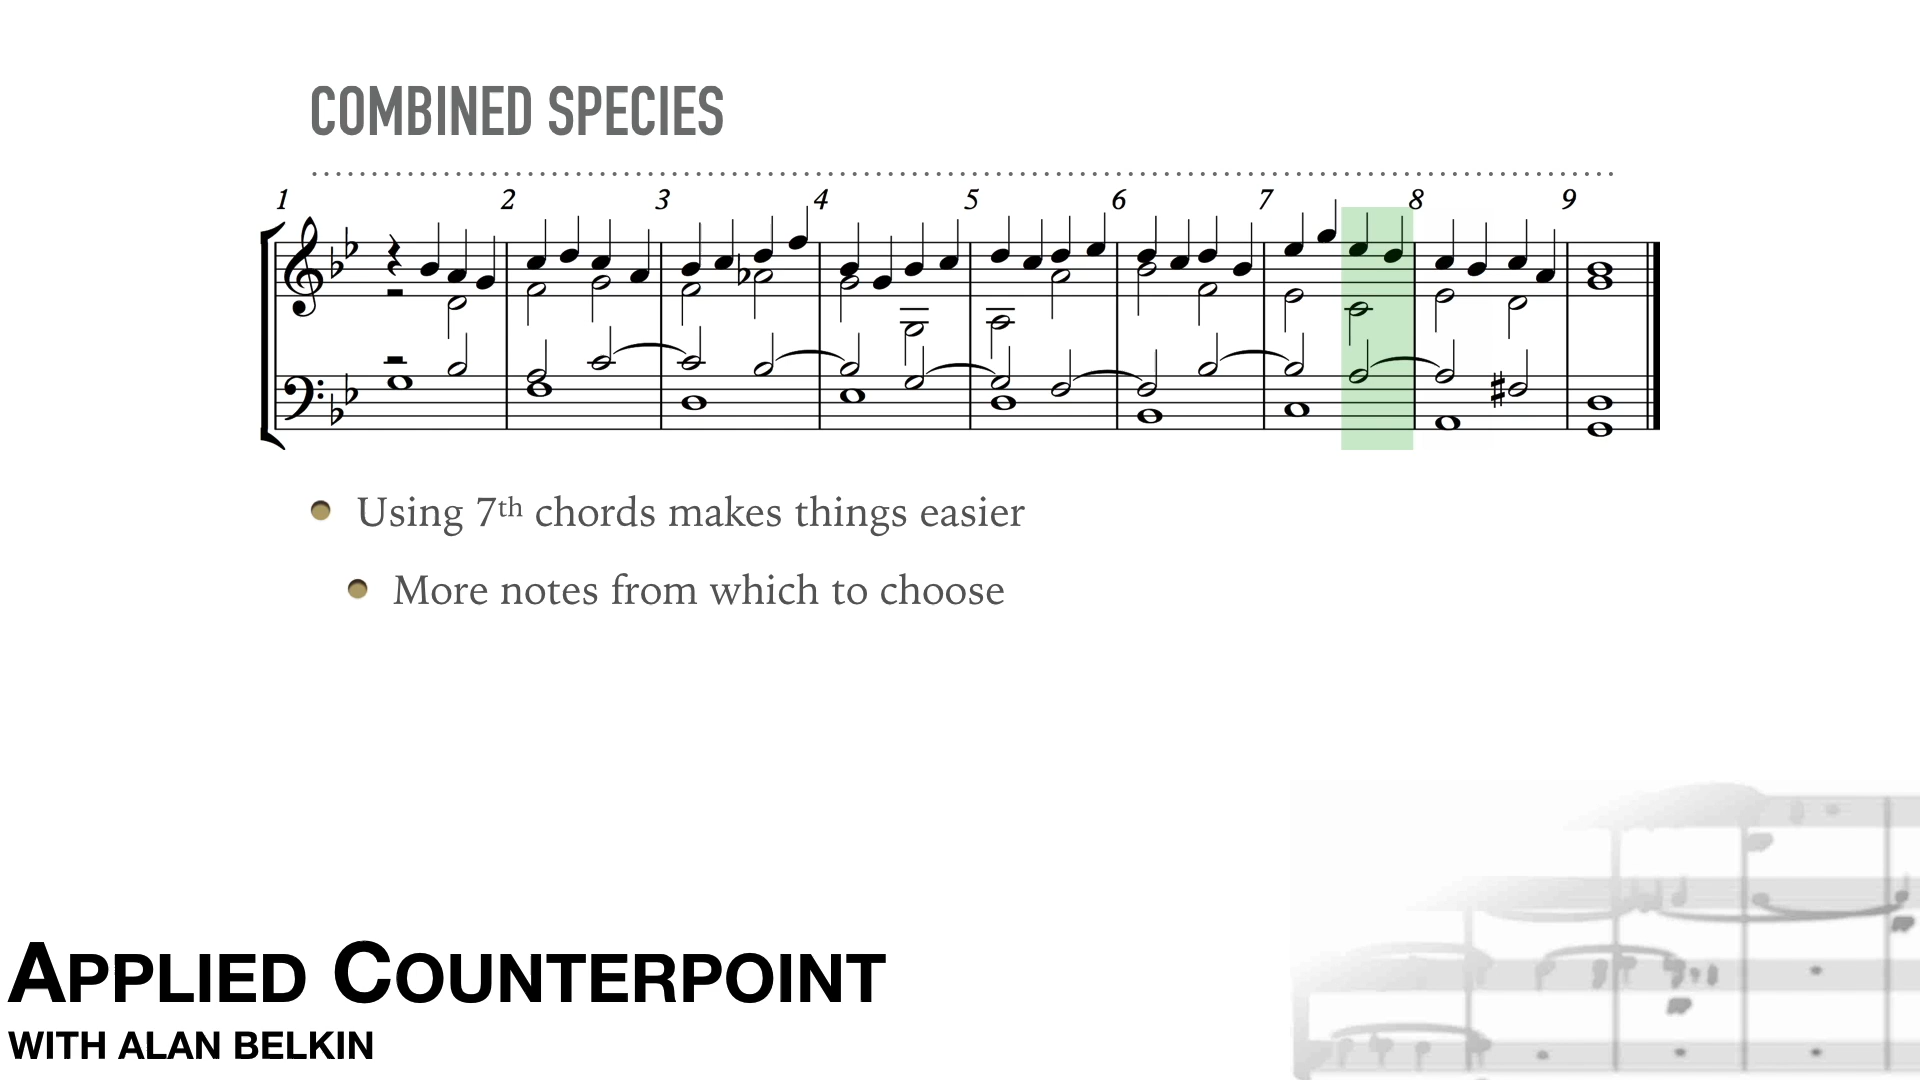 COMBINED SPECIES
1 2 3 4 5 6 7 8 9
Using 7th chords makes things easier
More notes from which to choose
APPLIED COUNTERPOINT
WITH ALAN BELKIN